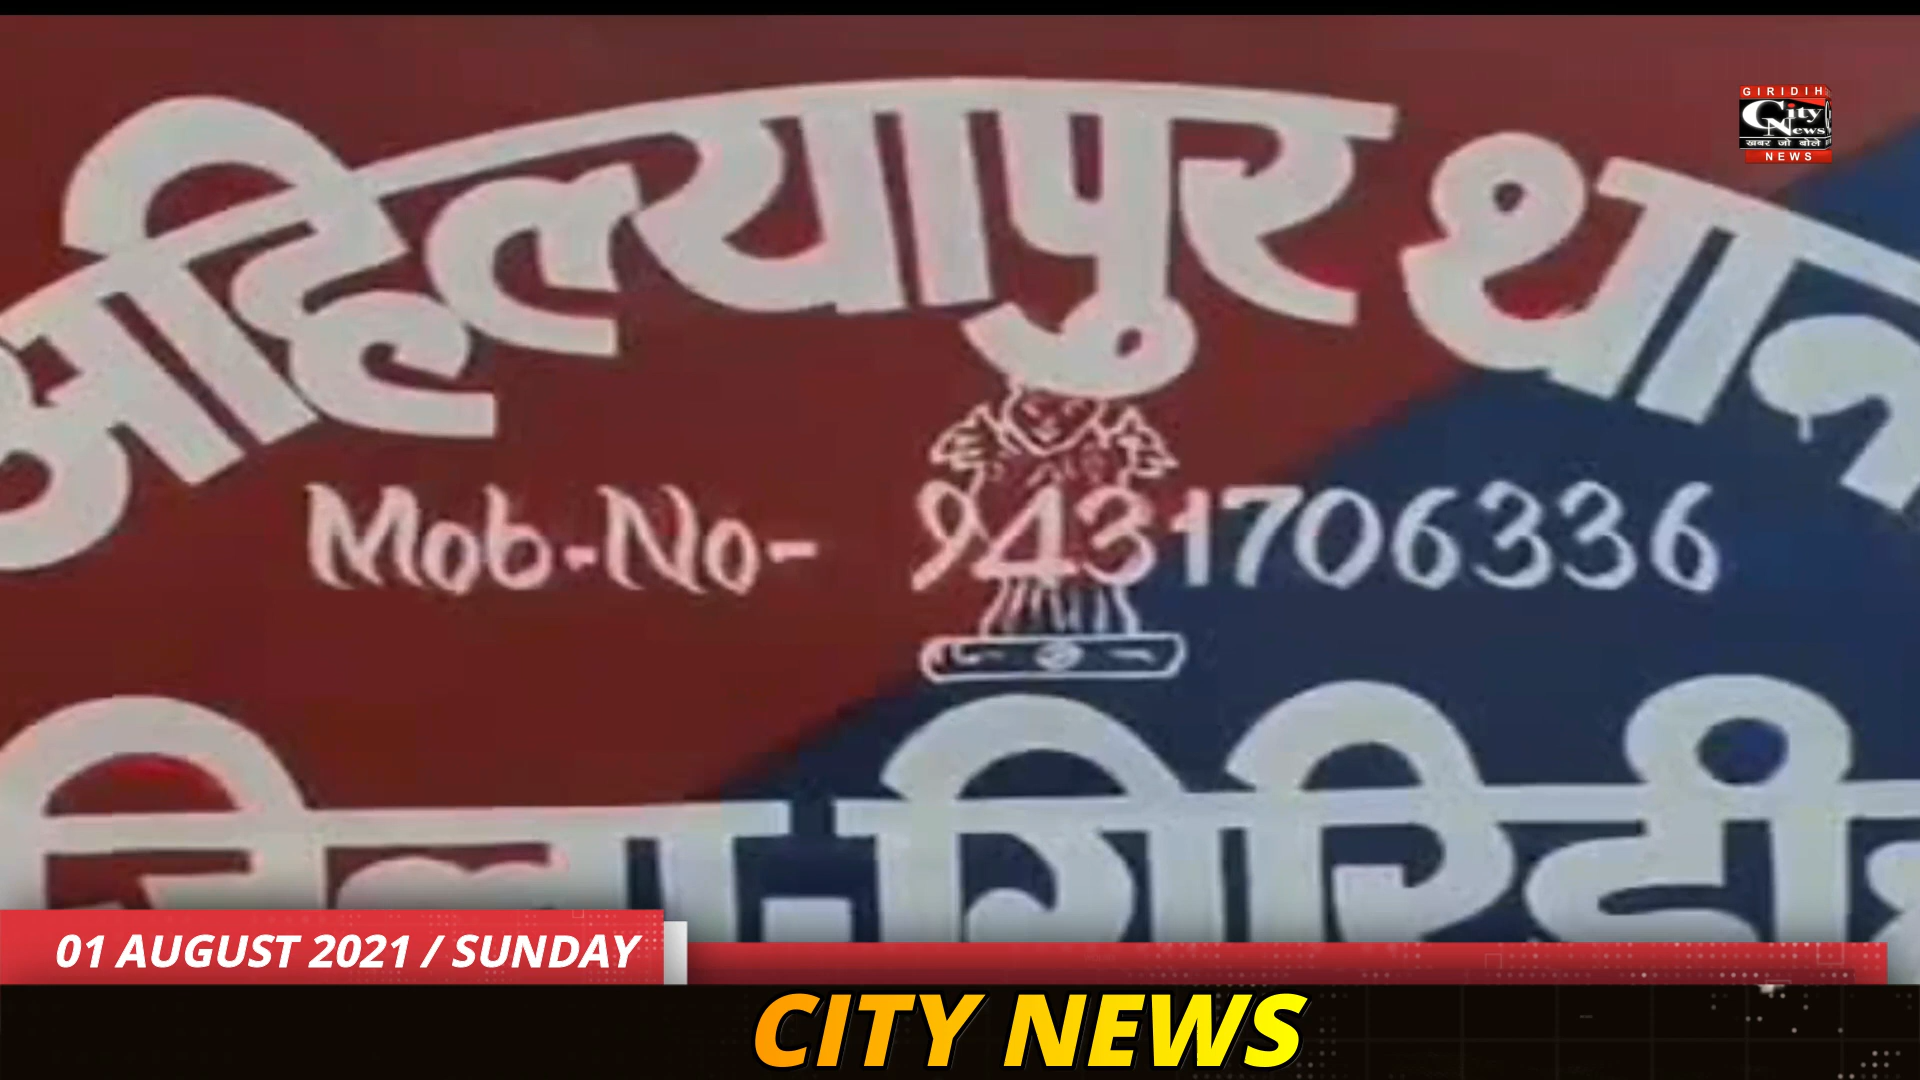 GIRIDIH
City News
खबर जो बोले
NEWS
अहिल्यापुर
Mob.No- 9431706336
01 AUGUST 2021 / SUNDAY
CITY NEWS